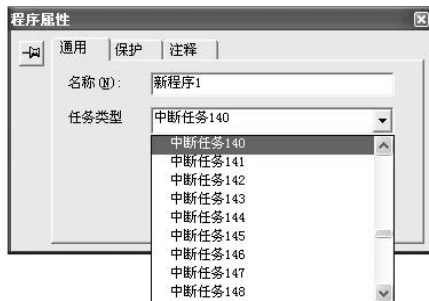 程序属性
通用 保护 注释
名称(N): 新程序1
任务类型 中断任务140
中断任务140
中断任务141
中断任务142
中断任务143
中断任务144
中断任务145
中断任务146
中断任务147
中断任务148